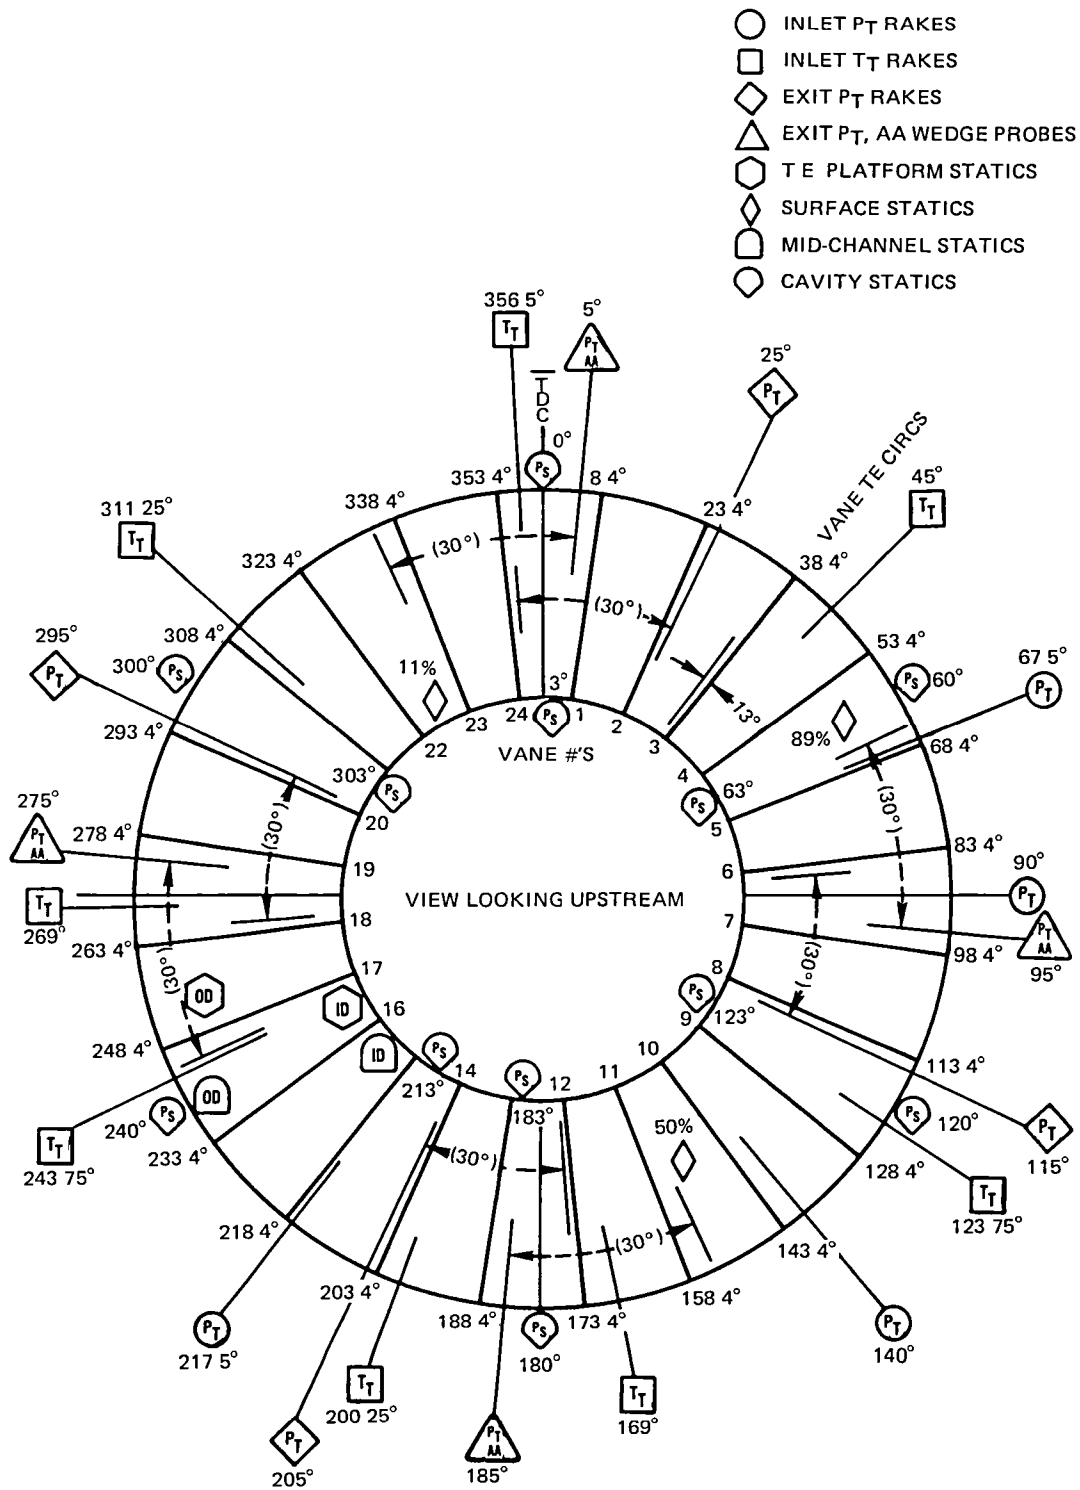 INLET PT RAKES
INLET TT RAKES
EXIT PT RAKES
EXIT PT, AA WEDGE PROBES
T E PLATFORM STATICS
SURFACE STATICS
MID-CHANNEL STATICS
CAVITY STATICS
356 5°
TT
5°
PT
AA
TDC
0°
PS
25°
PT
VANE TE CIRCS
45°
TT
353 4°
8 4°
338 4°
23 4°
311 25°
TT
323 4°
(30°)
38 4°
(30°)
295°
PT
308 4°
300°
PS
53 4°
PS
60°
67 5°
PT
11%
3°
13°
89%
293 4°
23
24
PS
1
2
3
68 4°
22
VANE #'S
4
303°
PS
63°
PS
5
275°
PT
AA
278 4°
(30°)
20
(30°)
83 4°
19
6
90°
PT
VIEW LOOKING UPSTREAM
TT
269°
18
7
PT
AA
95°
263 4°
98 4°
(30°)
(30°)
17
8
OD
ID
16
PS
9
123°
248 4°
ID
PS
10
113 4°
OD
PS
240°
14
213°
PS
12
11
183°
PS
120°
PT
115°
TT
243 75°
233 4°
50%
128 4°
(30°)
TT
123 75°
218 4°
(30°)
143 4°
203 4°
158 4°
188 4°
173 4°
PT
217 5°
PS
180°
PT
140°
TT
200 25°
TT
169°
PT
205°
PT
AA
185°